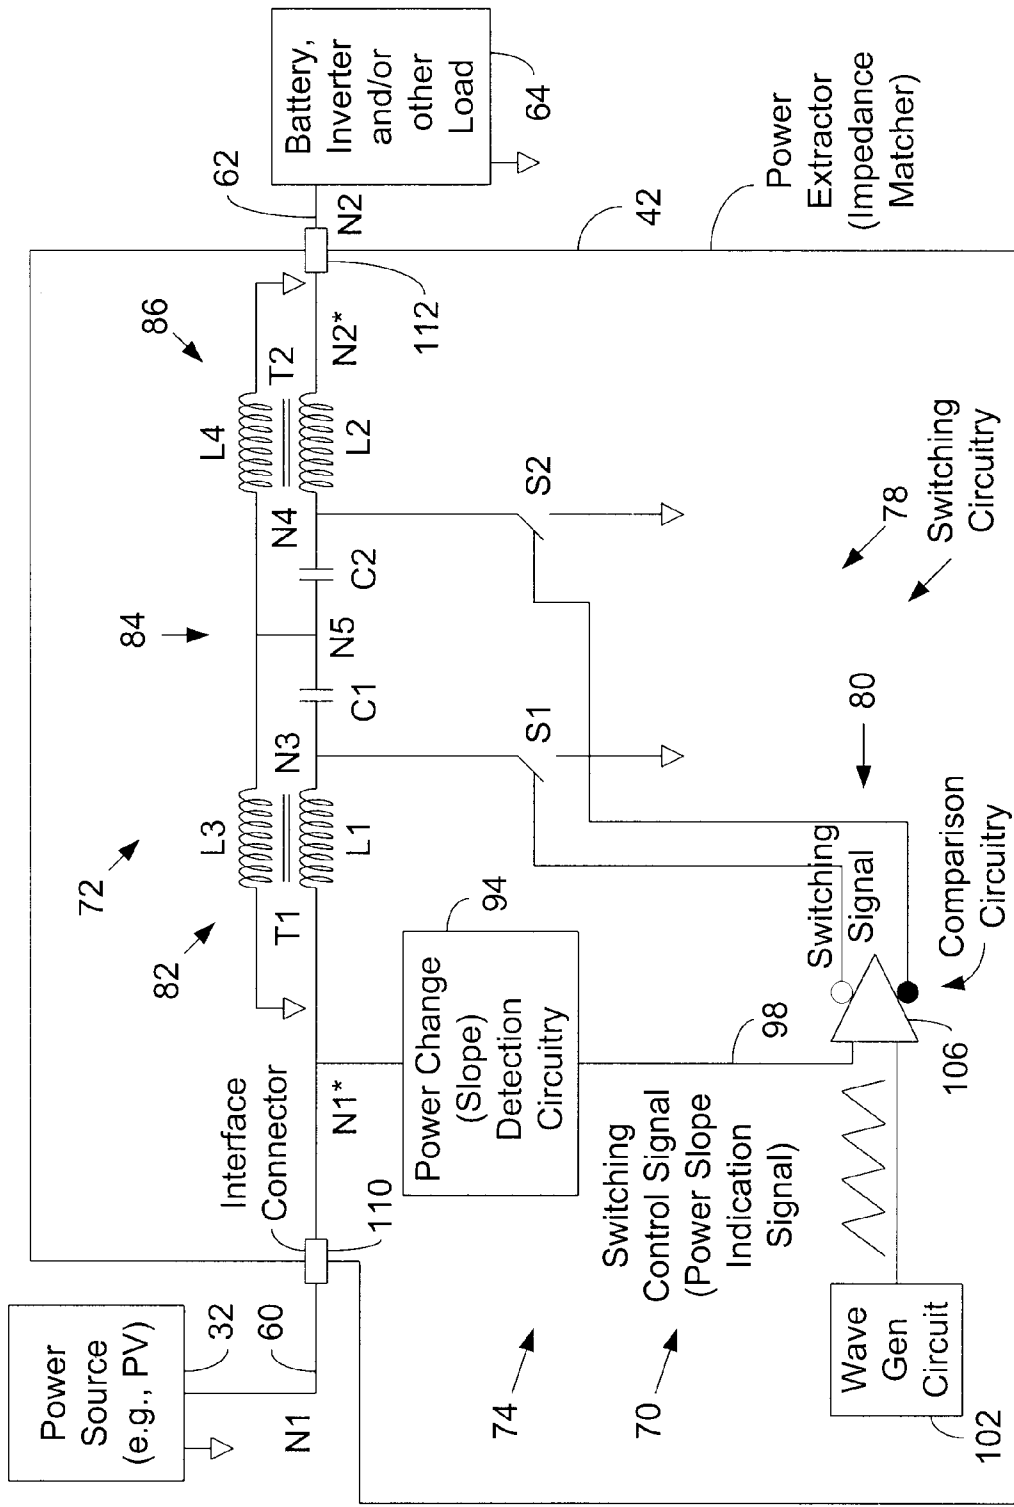 Power
Source
(e.g., PV)
32
60
N1
Interface
Connector
110
N1*
82
72
T1
L3
L1
N3
C1
84
N5
C2
N4
L4
L2
T2
86
N2*
112
N2
62
Battery,
Inverter
and/or
other
Load
64
42
Power
Extractor
(Impedance
Matcher)
Power Change
(Slope)
Detection
Circuitry
94
S1
S2
74
70
Switching
Control Signal
(Power Slope
Indication
Signal)
98
Switching
Signal
80
78
Switching
Circuitry
Wave
Gen
Circuit
102
106
Comparison
Circuitry